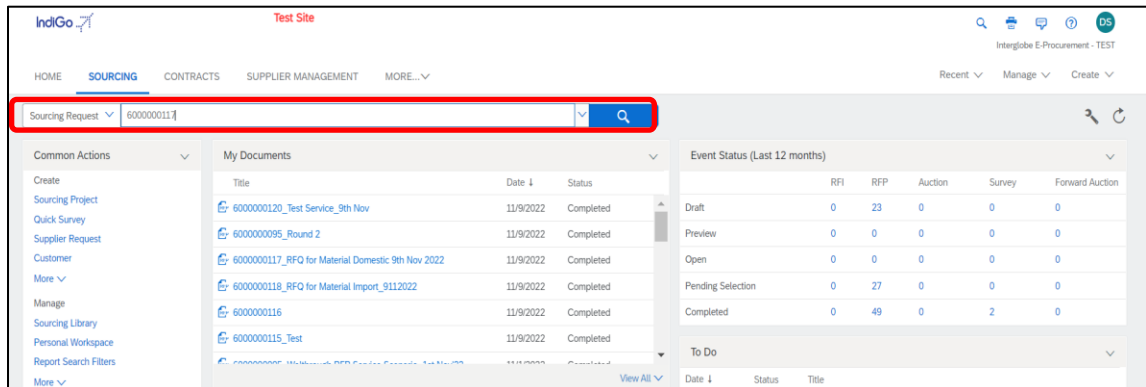 IndiGo
Test Site
DS
Interglobe E-Procurement - TEST
HOME SOURCING CONTRACTS SUPPLIER MANAGEMENT MORE...
Recent Manage Create
Sourcing Request 6000000117
Common Actions
Create
Sourcing Project
Quick Survey
Supplier Request
Customer
More
Manage
Sourcing Library
Personal Workspace
Report Search Filters
More
My Documents
Title Date ↓ Status
6000000120_Test Service_9th Nov 11/9/2022 Completed
6000000095_Round 2 11/9/2022 Completed
6000000117_RFQ for Material Domestic 9th Nov 2022 11/9/2022 Completed
6000000118_RFQ for Material Import_9112022 11/9/2022 Completed
6000000116 11/9/2022 Completed
6000000115_Test 11/9/2022 Completed
View All
Event Status (Last 12 months)
RFI RFP Auction Survey Forward Auction
Draft 0 23 0 0 0
Preview 0 0 0 0 0
Open 0 0 0 0 0
Pending Selection 0 27 0 0 0
Completed 0 49 0 2 0
To Do
Date ↓ Status Title